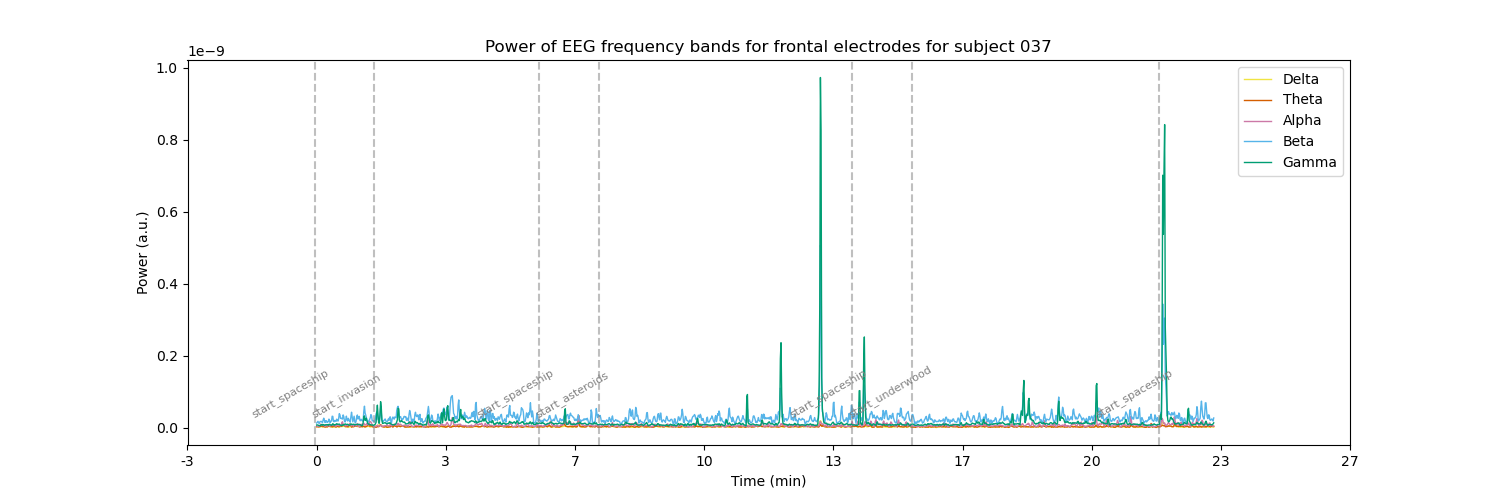 Power of EEG frequency bands for frontal electrodes for subject 037
1e−9
1.0
0.8
0.6
0.4
0.2
0.0
Power (a.u.)
Delta
Theta
Alpha
Beta
Gamma
start_spaceship
start_invasion
start_spaceship
start_asteroids
start_spaceship
start_underwood
start_spaceship
-3
0
3
7
10
13
17
20
23
27
Time (min)